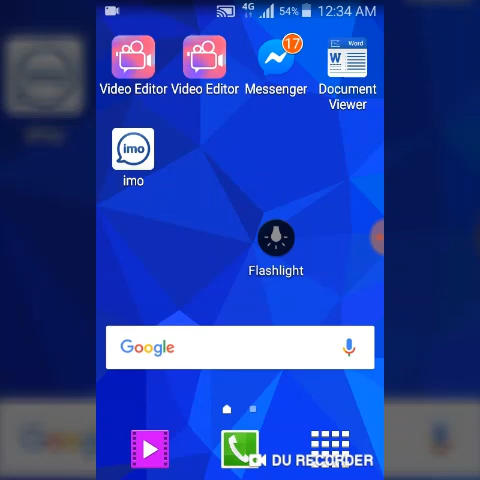 4G 54% 12:34 AM
17
Video Editor Video Editor Messenger Document Viewer
Word
W
imo
imo
Flashlight
Google
DU RECORDER